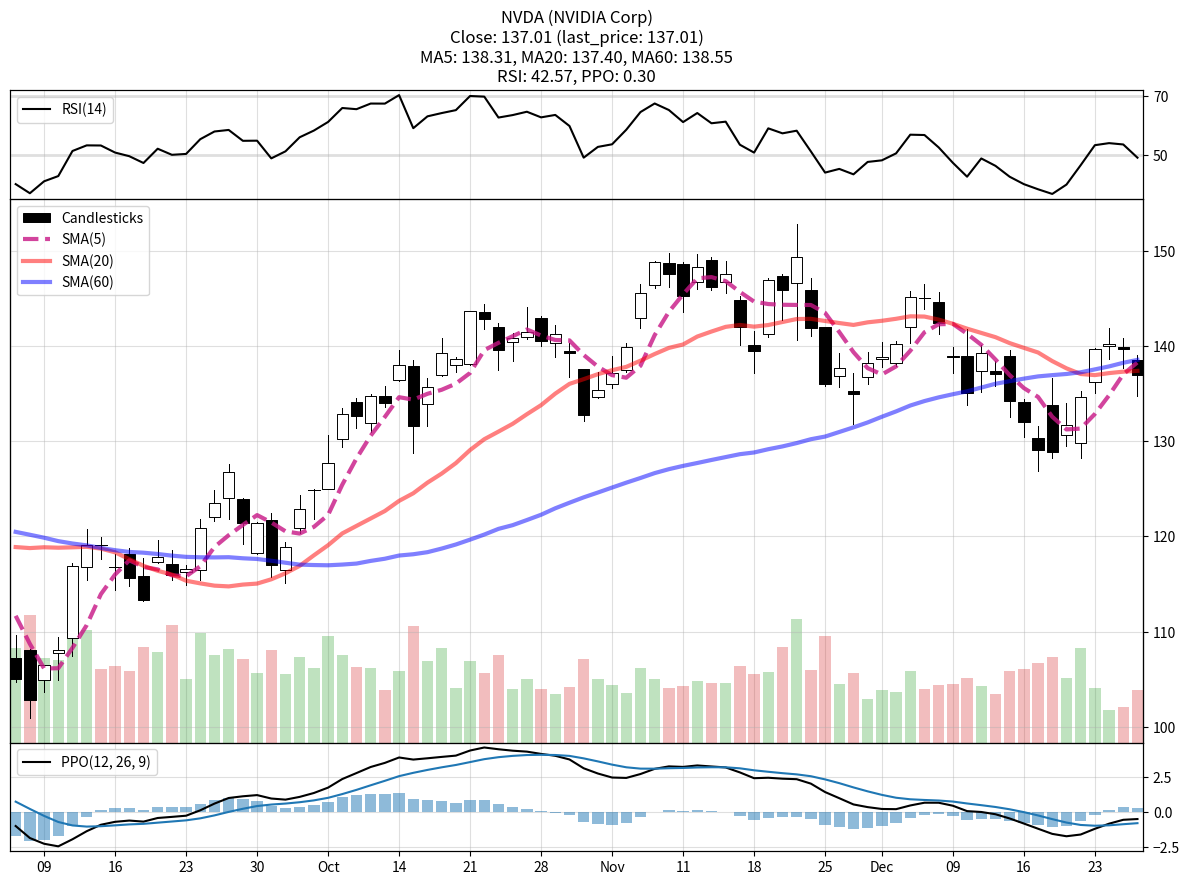 NVDA (NVIDIA Corp)
Close: 137.01 (last_price: 137.01)
MA5: 138.31, MA20: 137.40, MA60: 138.55
RSI: 42.57, PPO: 0.30
RSI(14)
70
50
Candlesticks
SMA(5)
SMA(20)
SMA(60)
150
140
130
120
110
100
PPO(12, 26, 9)
2.5
0.0
−2.5
09 16 23 30 Oct 14 21 28 Nov 11 18 25 Dec 09 16 23